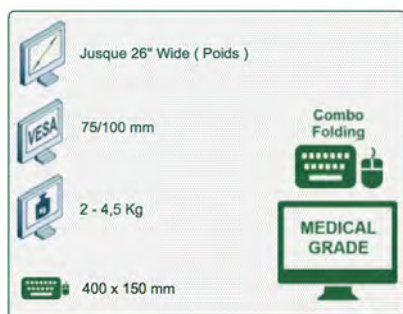 Jusque 26" Wide ( Poids )
VESA
75/100 mm
KG
2 - 4,5 Kg
400 x 150 mm
Combo
Folding
MEDICAL
GRADE